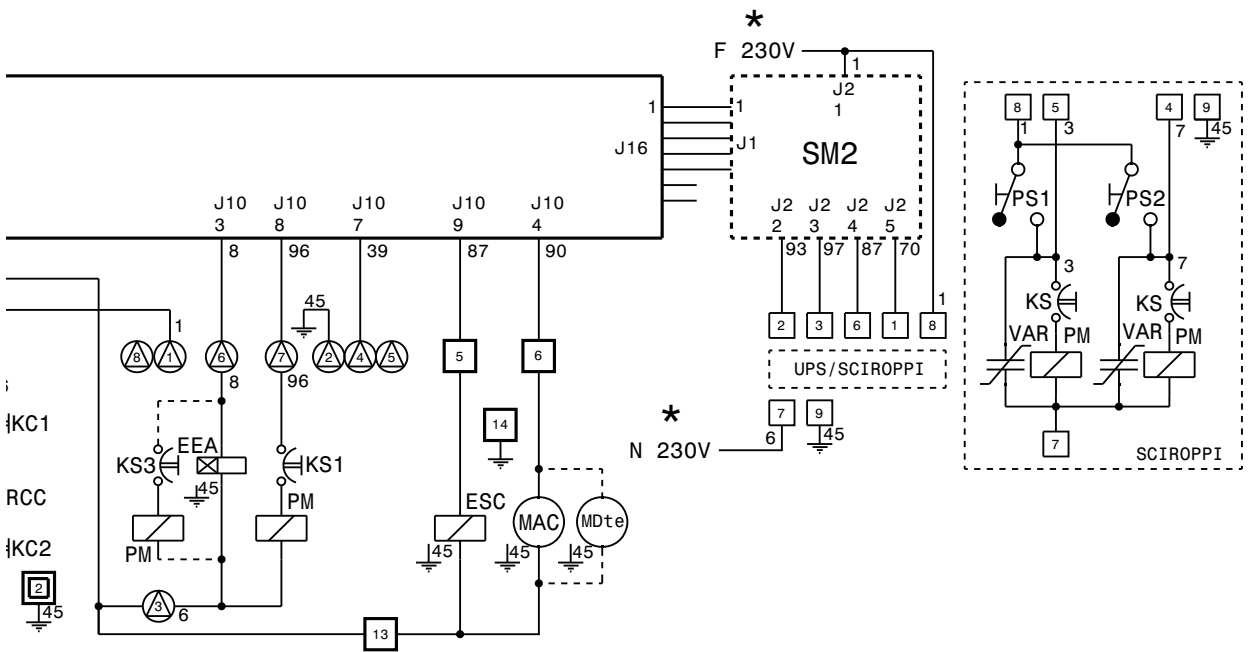 *
F 230V
1
J2
1
1
1
J16
J1
SM2
J10
J10
J10
J10
J10
3
8
7
9
4
8
96
39
87
90
J2
J2
J2
J2
2
3
4
5
93
97
87
70
8
5
4
9
1
3
7
45
PS1
PS2
3
7
KS
KS
VAR
PM
VAR
PM
7
SCIROPPI
1
45
1
2
3
6
1
8
8
1
6
7
2
4
5
5
6
8
96
UPS/SCIROPPI
*
7
9
N 230V
6
45
14
KC1
KS3
EEA
KS1
45
RCC
PM
ESC
MAC
MDte
KC2
PM
45
45
45
2
45
3
6
13